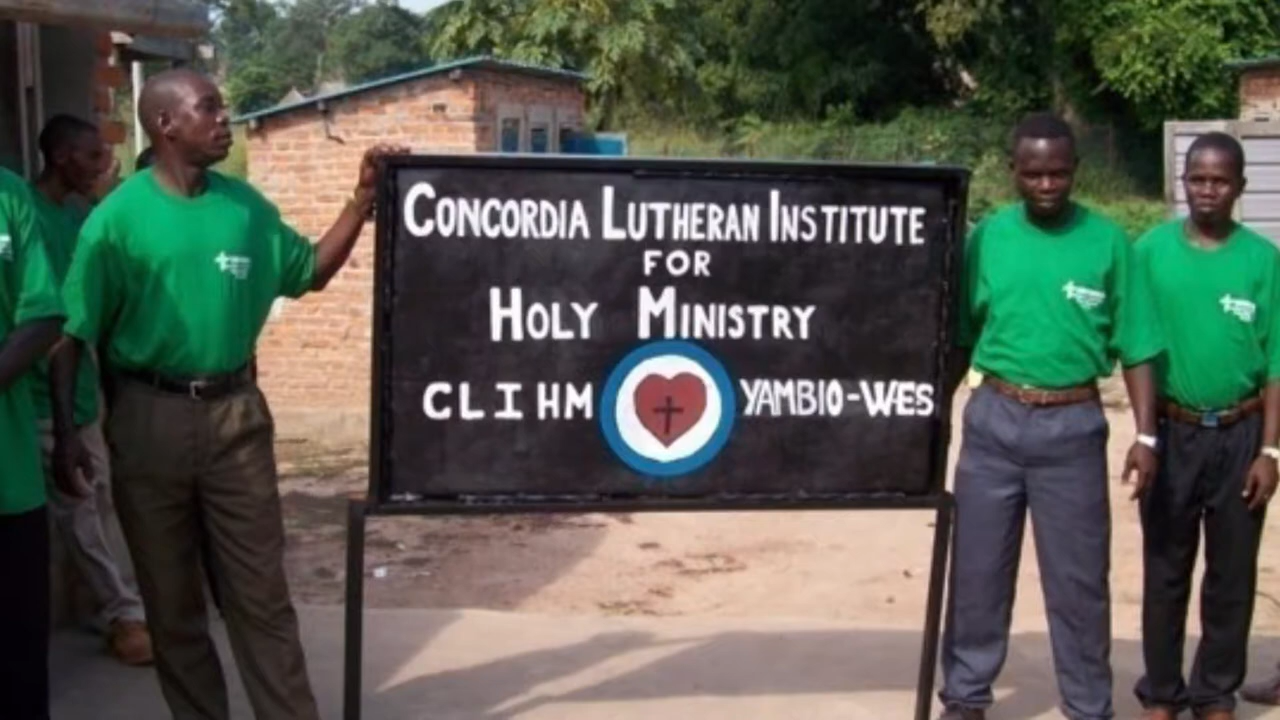 CONCORDIA LUTHERAN INSTITUTE
FOR
HOLY MINISTRY
CLIHM YAMBIO-WES